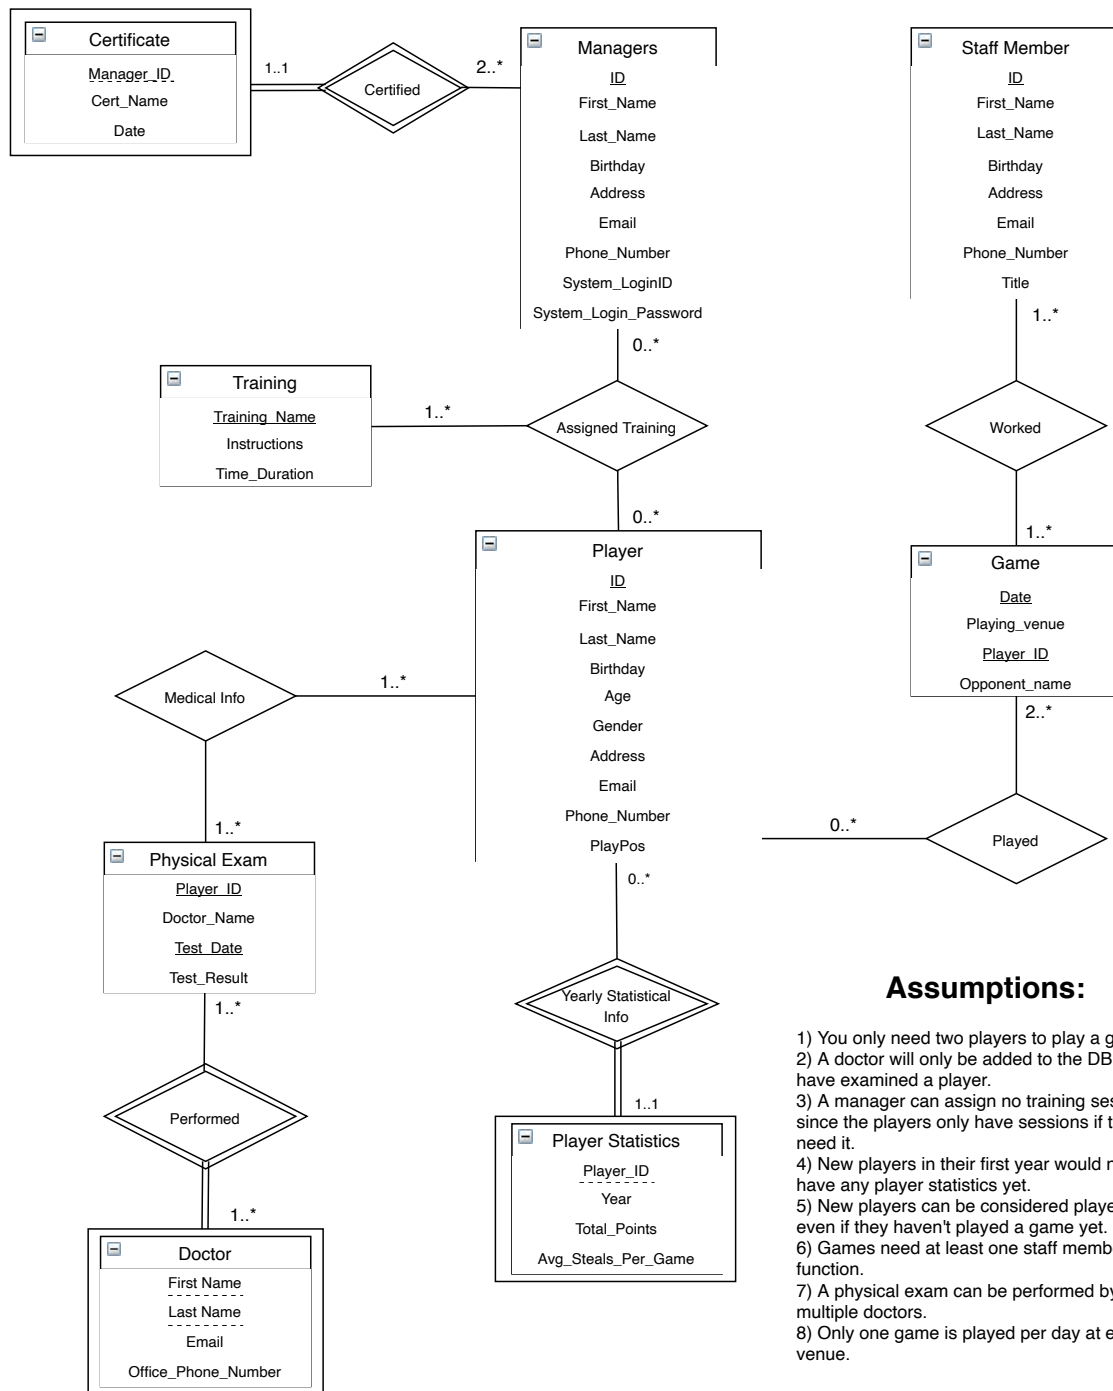 Certificate
Manager_ID
Cert_Name
Date
1..1
Certified
2..*
Managers
ID
First_Name
Last_Name
Birthday
Address
Email
Phone_Number
System_LoginID
System_Login_Password
0..*
Staff Member
ID
First_Name
Last_Name
Birthday
Address
Email
Phone_Number
Title
1..*
Training
Training_Name
Instructions
Time_Duration
1..*
Assigned Training
0..*
Worked
1..*
Player
ID
First_Name
Last_Name
Birthday
Age
Gender
Address
Email
Phone_Number
PlayPos
0..*
Game
Date
Playing_venue
Player_ID
Opponent_name
2..*
Medical Info
1..*
1..*
Physical Exam
Player_ID
Doctor_Name
Test_Date
Test_Result
1..*
0..*
Played
Performed
1..*
Yearly Statistical
Info
1..1
Player Statistics
Player_ID
Year
Total_Points
Avg_Steals_Per_Game
Doctor
First Name
Last Name
Email
Office_Phone_Number
Assumptions:
1) You only need two players to play a
2) A doctor will only be added to the DB
have examined a player.
3) A manager can assign no training
since the players only have sessions if
need it.
4) New players in their first year would
have any player statistics yet.
5) New players can be considered
even if they haven't played a game yet.
6) Games need at least one staff
function.
7) A physical exam can be performed by
multiple doctors.
8) Only one game is played per day at
venue.